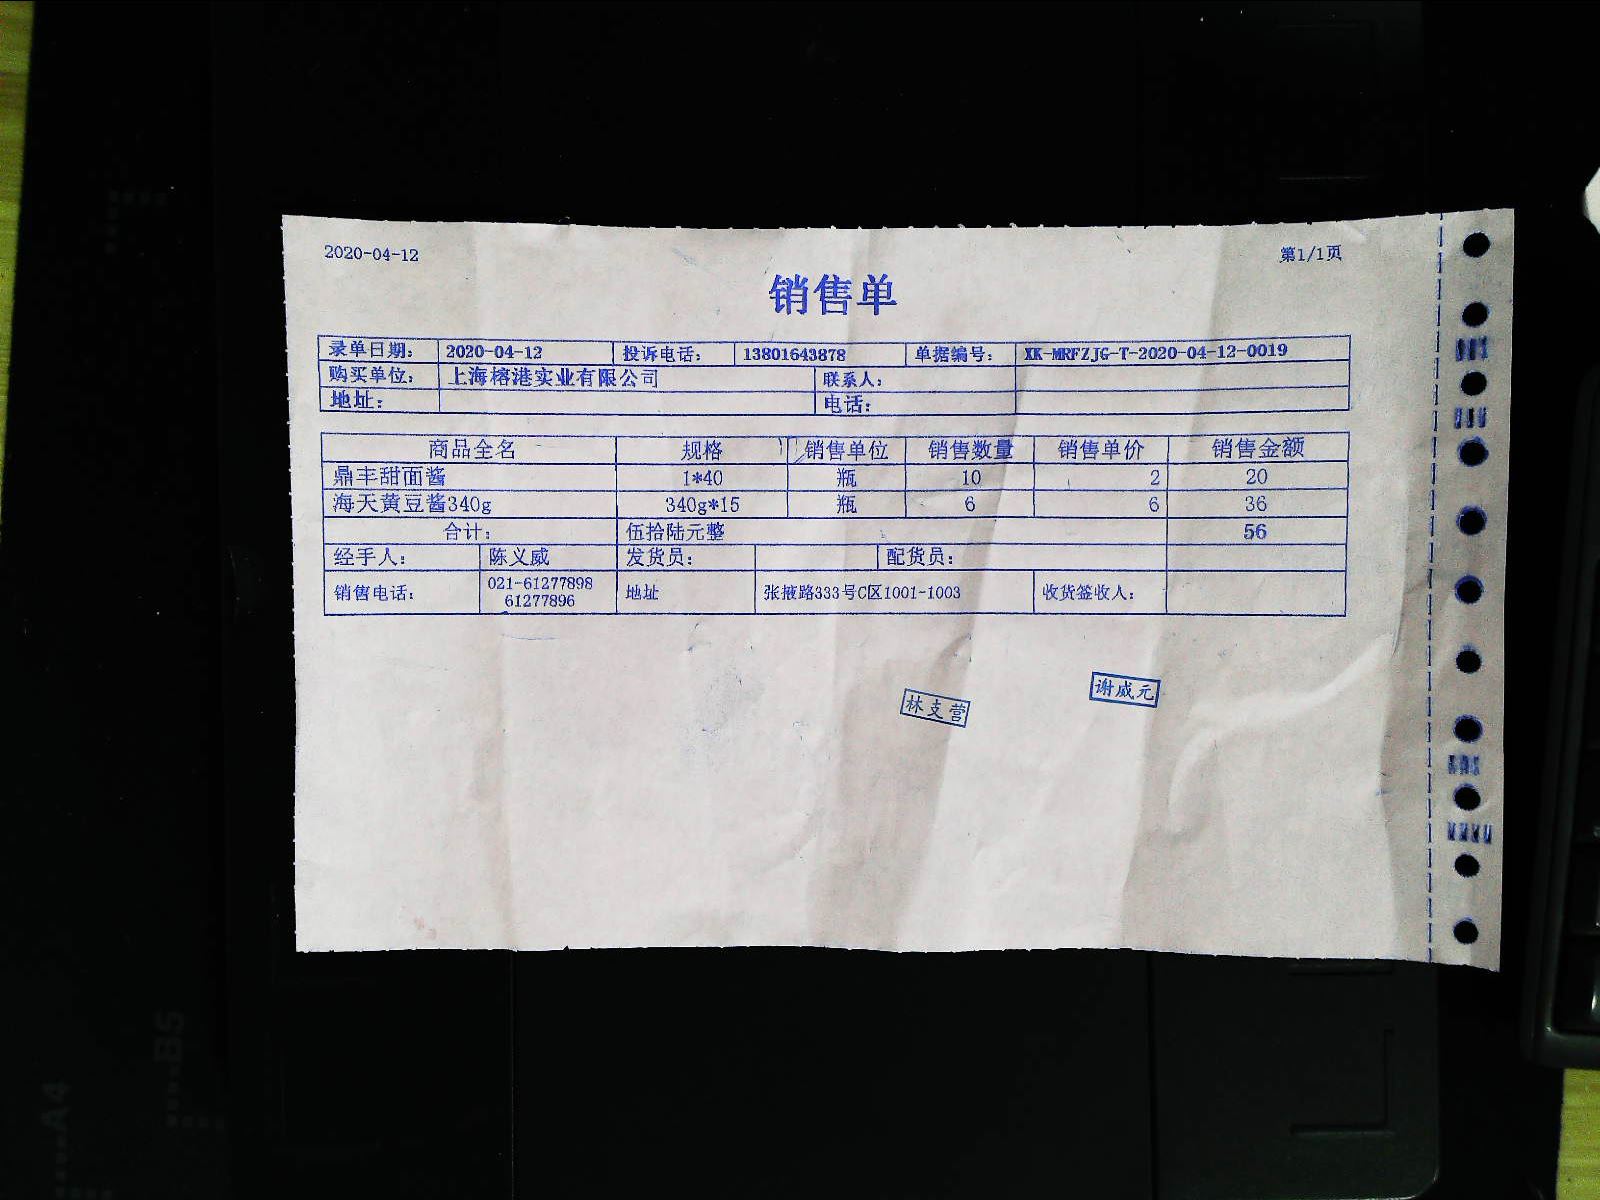 2020-04-12 第1/1页
销售单
录单日期: 2020-04-12 投诉电话: 13801643878 单据编号: XK-MRFZJG-T-2020-04-12-0019
购买单位: 上海榕港实业有限公司 联系人:
地址: 电话:
商品全名 规格 销售单位 销售数量 销售单价 销售金额
鼎丰甜面酱 1*40 瓶 10 2 20
海天黄豆酱340g 340g*15 瓶 6 6 36
合计: 伍拾陆元整 56
经手人: 陈义威 发货员: 配货员:
销售电话: 021-61277898 地址 张掖路333号C区1001-1003 收货签收人:
61277896
谢威元
林支营
B5
A4